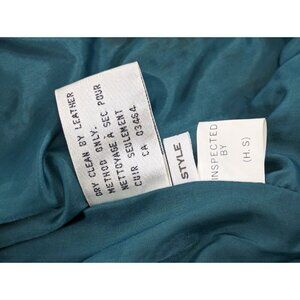 DRY CLEAN BY LEATHER
METHOD ONLY.
NETTOYAGE A SEC POUR
CUIR SEULEMENT
CA 03464
STYLE
INSPECTED
BY
(H. S)